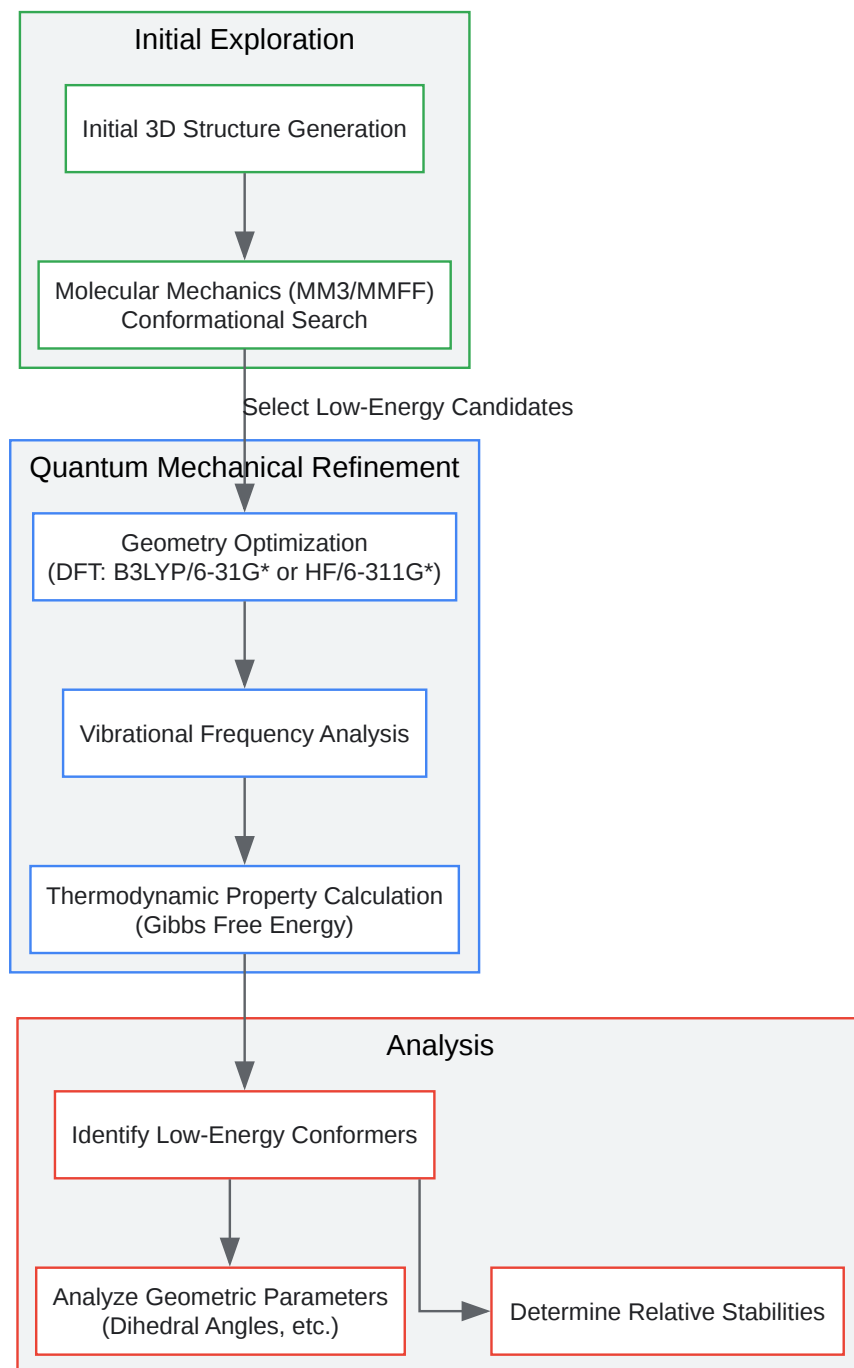 Initial Exploration
Initial 3D Structure Generation
Molecular Mechanics (MM3/MMFF)
Conformational Search
Select Low-Energy Candidates
Quantum Mechanical Refinement
Geometry Optimization
(DFT: B3LYP/6-31G* or HF/6-311G*)
Vibrational Frequency Analysis
Thermodynamic Property Calculation
(Gibbs Free Energy)
Analysis
Identify Low-Energy Conformers
Analyze Geometric Parameters
(Dihedral Angles, etc.)
Determine Relative Stabilities